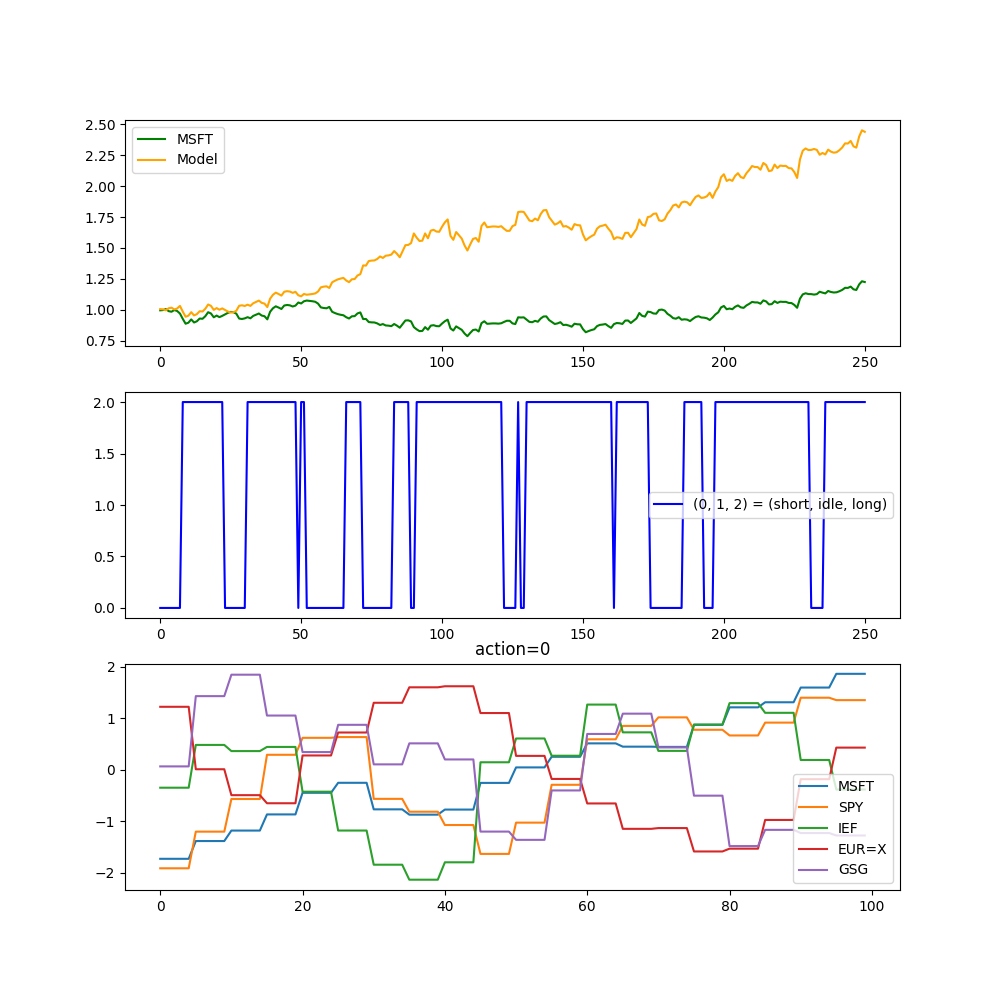 2.50
2.25
2.00
1.75
1.50
1.25
1.00
0.75
MSFT
Model
0 50 100 150 200 250
2.0
1.5
1.0
0.5
0.0
(0, 1, 2) = (short, idle, long)
0 50 100 150 200 250
action=0
2
1
0
−1
−2
MSFT
SPY
IEF
EUR=X
GSG
0 20 40 60 80 100